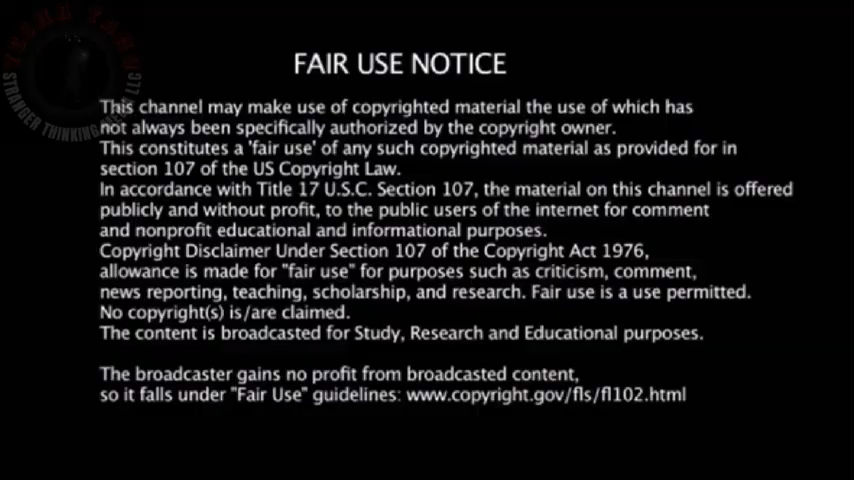 FAIR USE NOTICE
This channel may make use of copyrighted material the use of which has
not always been specifically authorized by the copyright owner.
This constitutes a 'fair use' of any such copyrighted material as provided for in
section 107 of the US Copyright Law.
In accordance with Title 17 U.S.C. Section 107, the material on this channel is offered
publicly and without profit, to the public users of the internet for comment
and nonprofit educational and informational purposes.
Copyright Disclaimer Under Section 107 of the Copyright Act 1976,
allowance is made for "fair use" for purposes such as criticism, comment,
news reporting, teaching, scholarship, and research. Fair use is a use permitted.
No copyright(s) is/are claimed.
The content is broadcasted for Study, Research and Educational purposes.
The broadcaster gains no profit from broadcasted content,
so it falls under "Fair Use" guidelines: www.copyright.gov/fls/fl102.html
STRANGER THINKING LLC